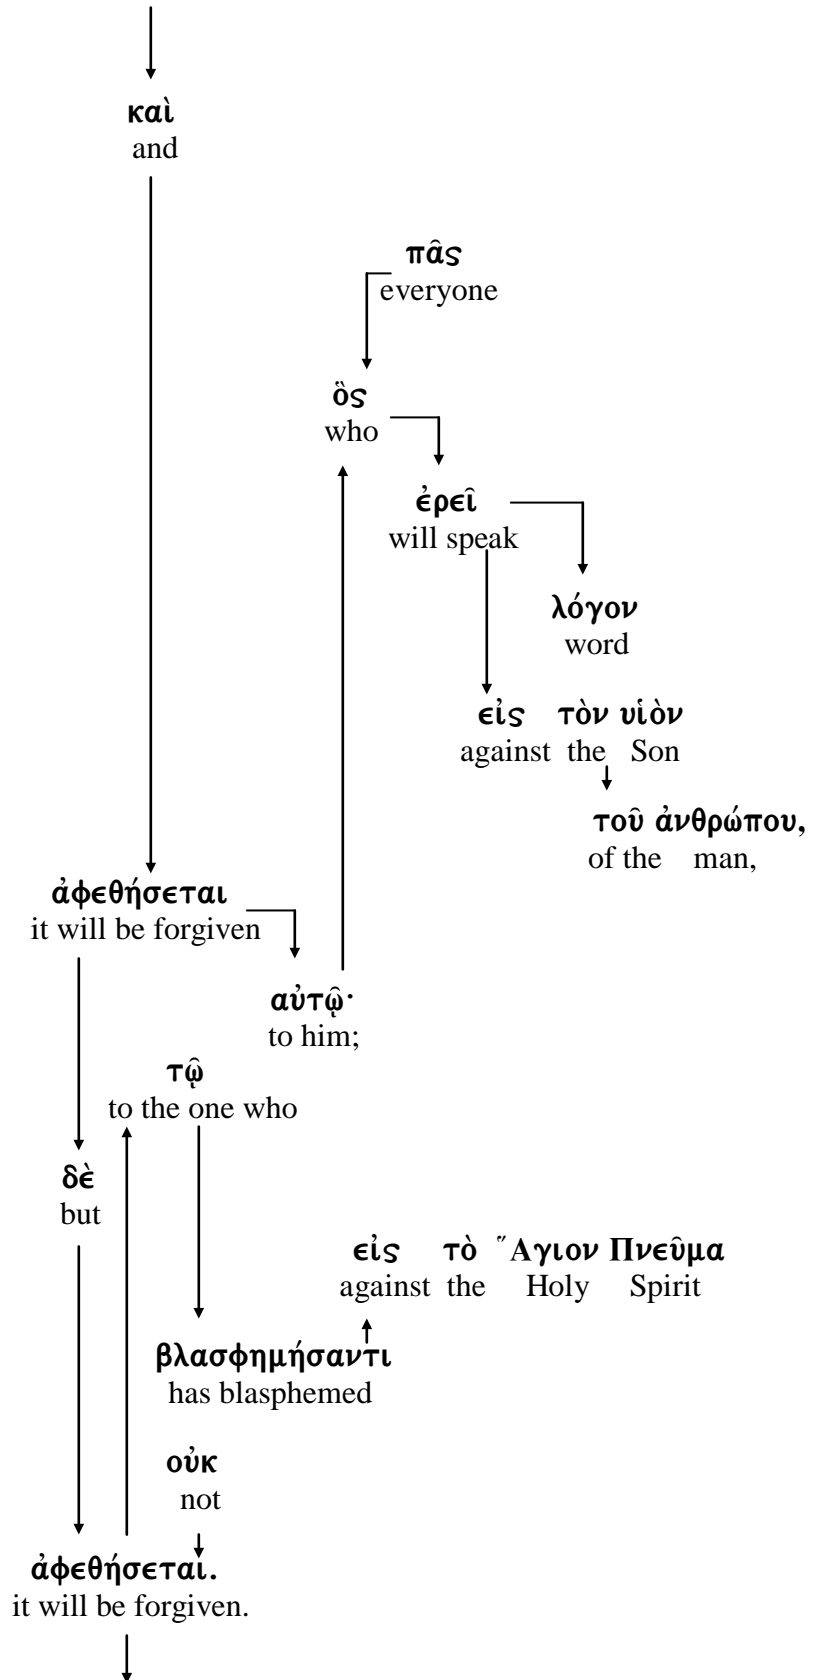 καὶ
and
πᾶς
everyone
ὃς
who
ἐρεῖ
will speak
λόγον
word
εἰς τὸν υἱὸν
against the Son
τοῦ ἀνθρώπου,
of the man,
ἀφεθήσεται
it will be forgiven
αὐτῷ·
to him;
τῷ
to the one who
δὲ
but
εἰς τὸ Ἅγιον Πνεῦμα
against the Holy Spirit
βλασφημήσαντι
has blasphemed
οὐκ
not
ἀφεθήσεται.
it will be forgiven.